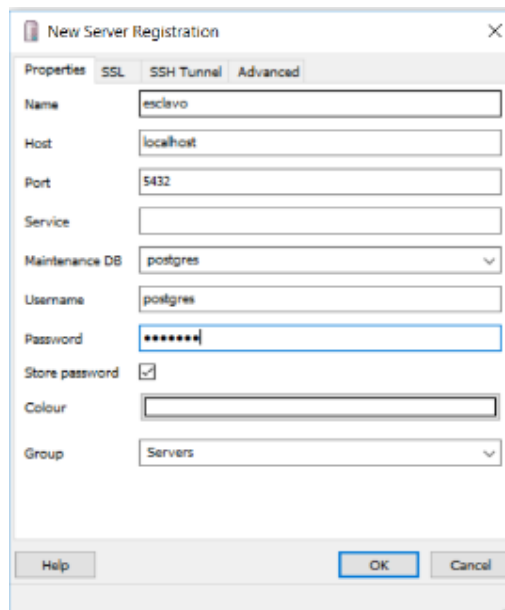 New Server Registration
Properties SSL SSH Tunnel Advanced
Name esclavo
Host localhost
Port 5432
Service
Maintenance DB postgres
Username postgres
Password •••••••
Store password
Colour
Group Servers
Help OK Cancel